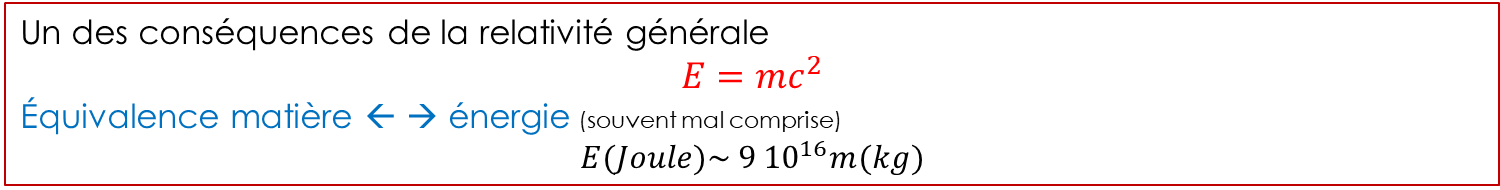 Un des conséquences de la relativité générale
E = mc²
Équivalence matière ← → énergie (souvent mal comprise)
E(Joule)~ 9 10¹⁶m(kg)